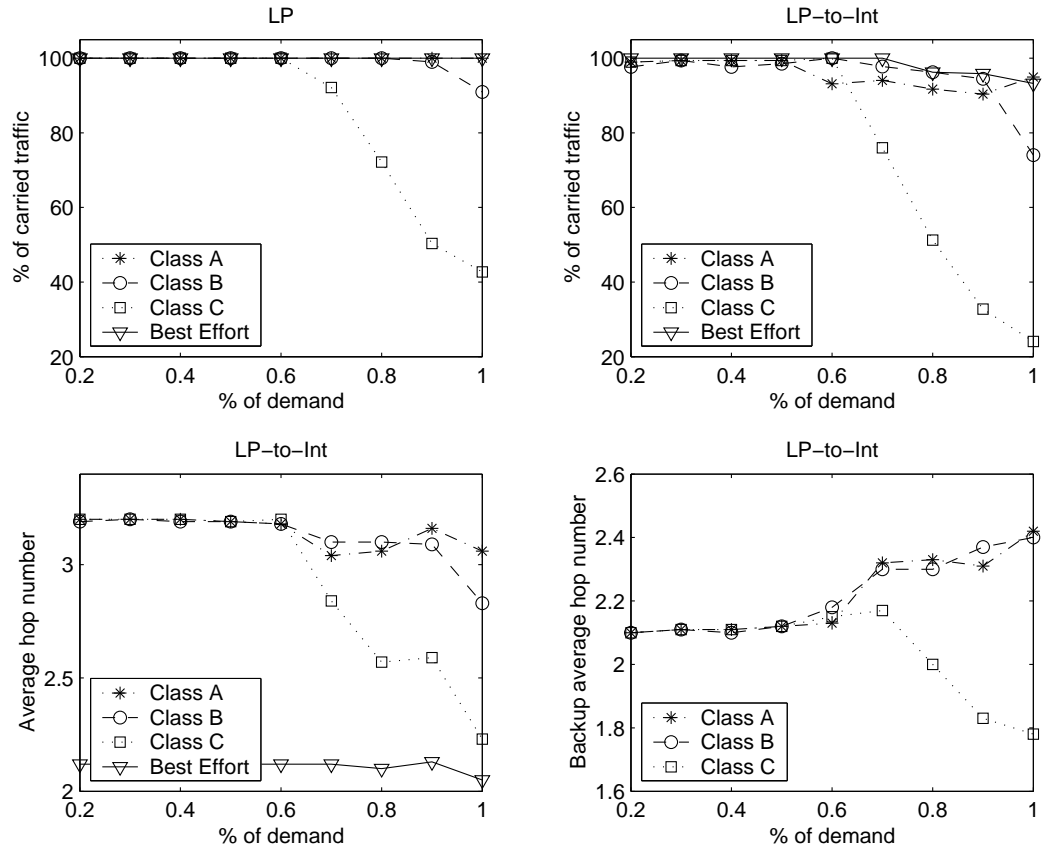 LP
100
80
60
40
20
% of carried traffic
Class A
Class B
Class C
Best Effort
0.2
0.4
0.6
0.8
1
% of demand
LP-to-Int
100
80
60
40
20
% of carried traffic
Class A
Class B
Class C
Best Effort
0.2
0.4
0.6
0.8
1
% of demand
LP-to-Int
3
2.5
2
Average hop number
Class A
Class B
Class C
Best Effort
0.2
0.4
0.6
0.8
1
% of demand
LP-to-Int
2.6
2.4
2.2
2
1.8
1.6
Backup average hop number
Class A
Class B
Class C
0.2
0.4
0.6
0.8
1
% of demand